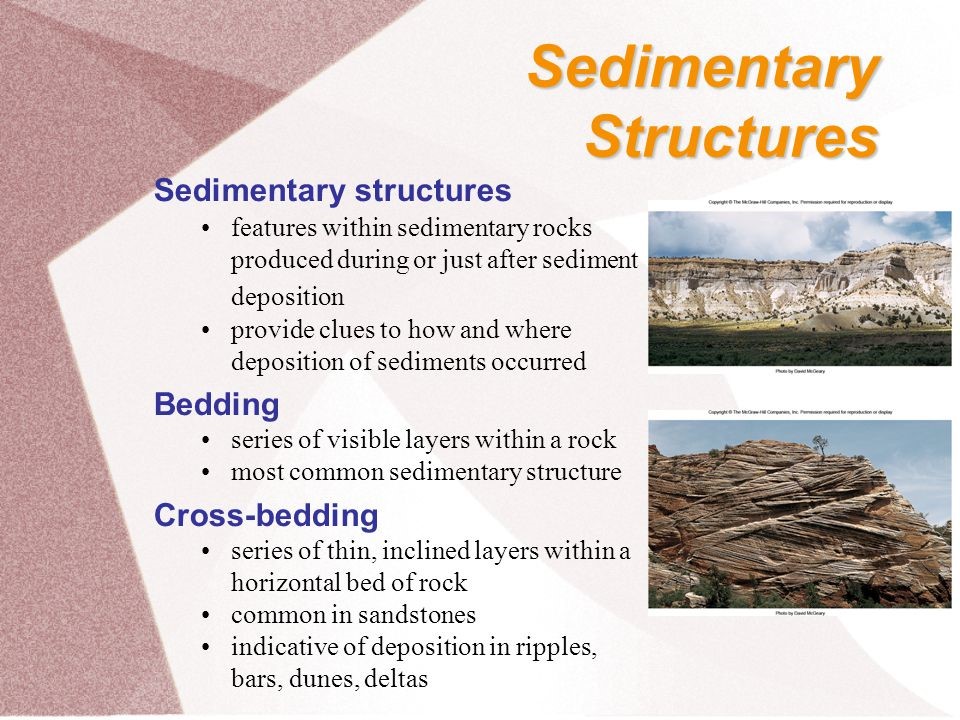 Sedimentary
Structures
Sedimentary structures
• features within sedimentary rocks
produced during or just after sediment
deposition
• provide clues to how and where
deposition of sediments occurred
Bedding
• series of visible layers within a rock
• most common sedimentary structure
Cross-bedding
• series of thin, inclined layers within a
horizontal bed of rock
• common in sandstones
• indicative of deposition in ripples,
bars, dunes, deltas
Copyright © The McGraw-Hill Companies, Inc. Permission required for reproduction or display
Photo by David McGeary
Copyright © The McGraw-Hill Companies, Inc. Permission required for reproduction or display
Photo by David McGeary